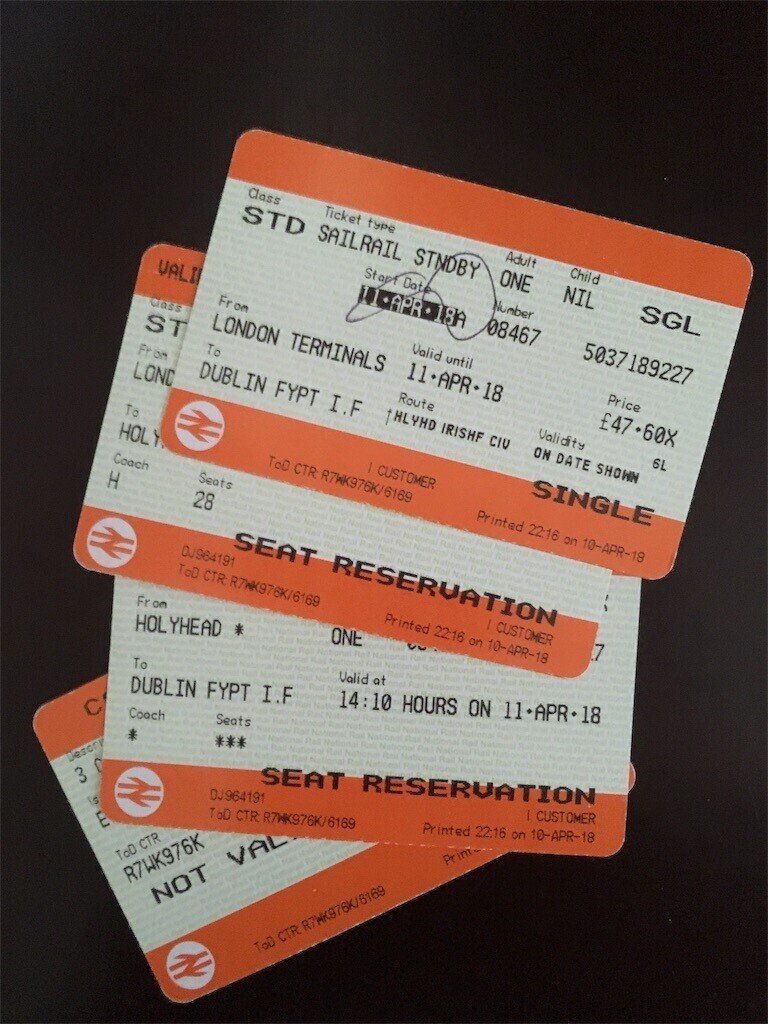 Class Ticket type Adult Child
STD SAILRAIL STNDBY ONE NIL SGL
Start Date Number
11·APR·18A 08467 5037189227
From Valid until Price
LONDON TERMINALS 11·APR·18 £47·60X
To Route Validity
DUBLIN FYPT I.F †HLYHD IRISHF CIV ON DATE SHOWN 6L
I CUSTOMER SINGLE
ToD CTR: R7WK976K/6169 Printed 22:16 on 10-APR-18
Class
From
To
Coach Seats
H 28
SEAT RESERVATION
DJ964191 I CUSTOMER
ToD CTR: R7WK976K/6169 Printed 22:16 on 10-APR-18
From
HOLYHEAD * ONE
To Valid at
DUBLIN FYPT I.F 14:10 HOURS ON 11·APR·18
Coach Seats
* ***
SEAT RESERVATION
DJ964191 I CUSTOMER
ToD CTR: R7WK976K/6169 Printed 22:16 on 10-APR-18
3
ToD CTR
R7WK976K
NOT
ToD CTR: R7WK976K/6169